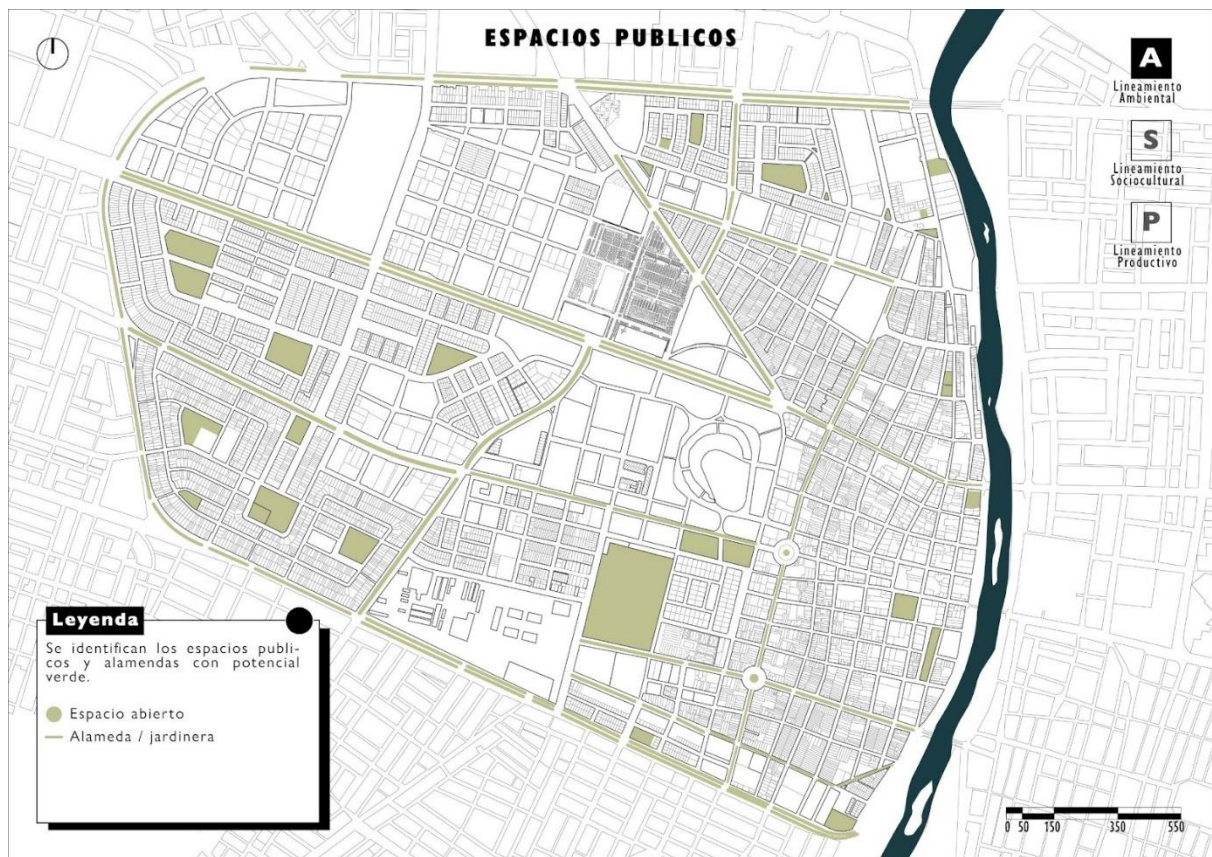 ESPACIOS PUBLICOS
A
Lineamiento
Ambiental
S
Lineamiento
Sociocultural
P
Lineamiento
Productivo
Leyenda
Se identifican los espacios publi-
cos y alamendas con potencial
verde.
Espacio abierto
Alameda / jardinera
0 50 150 350 550